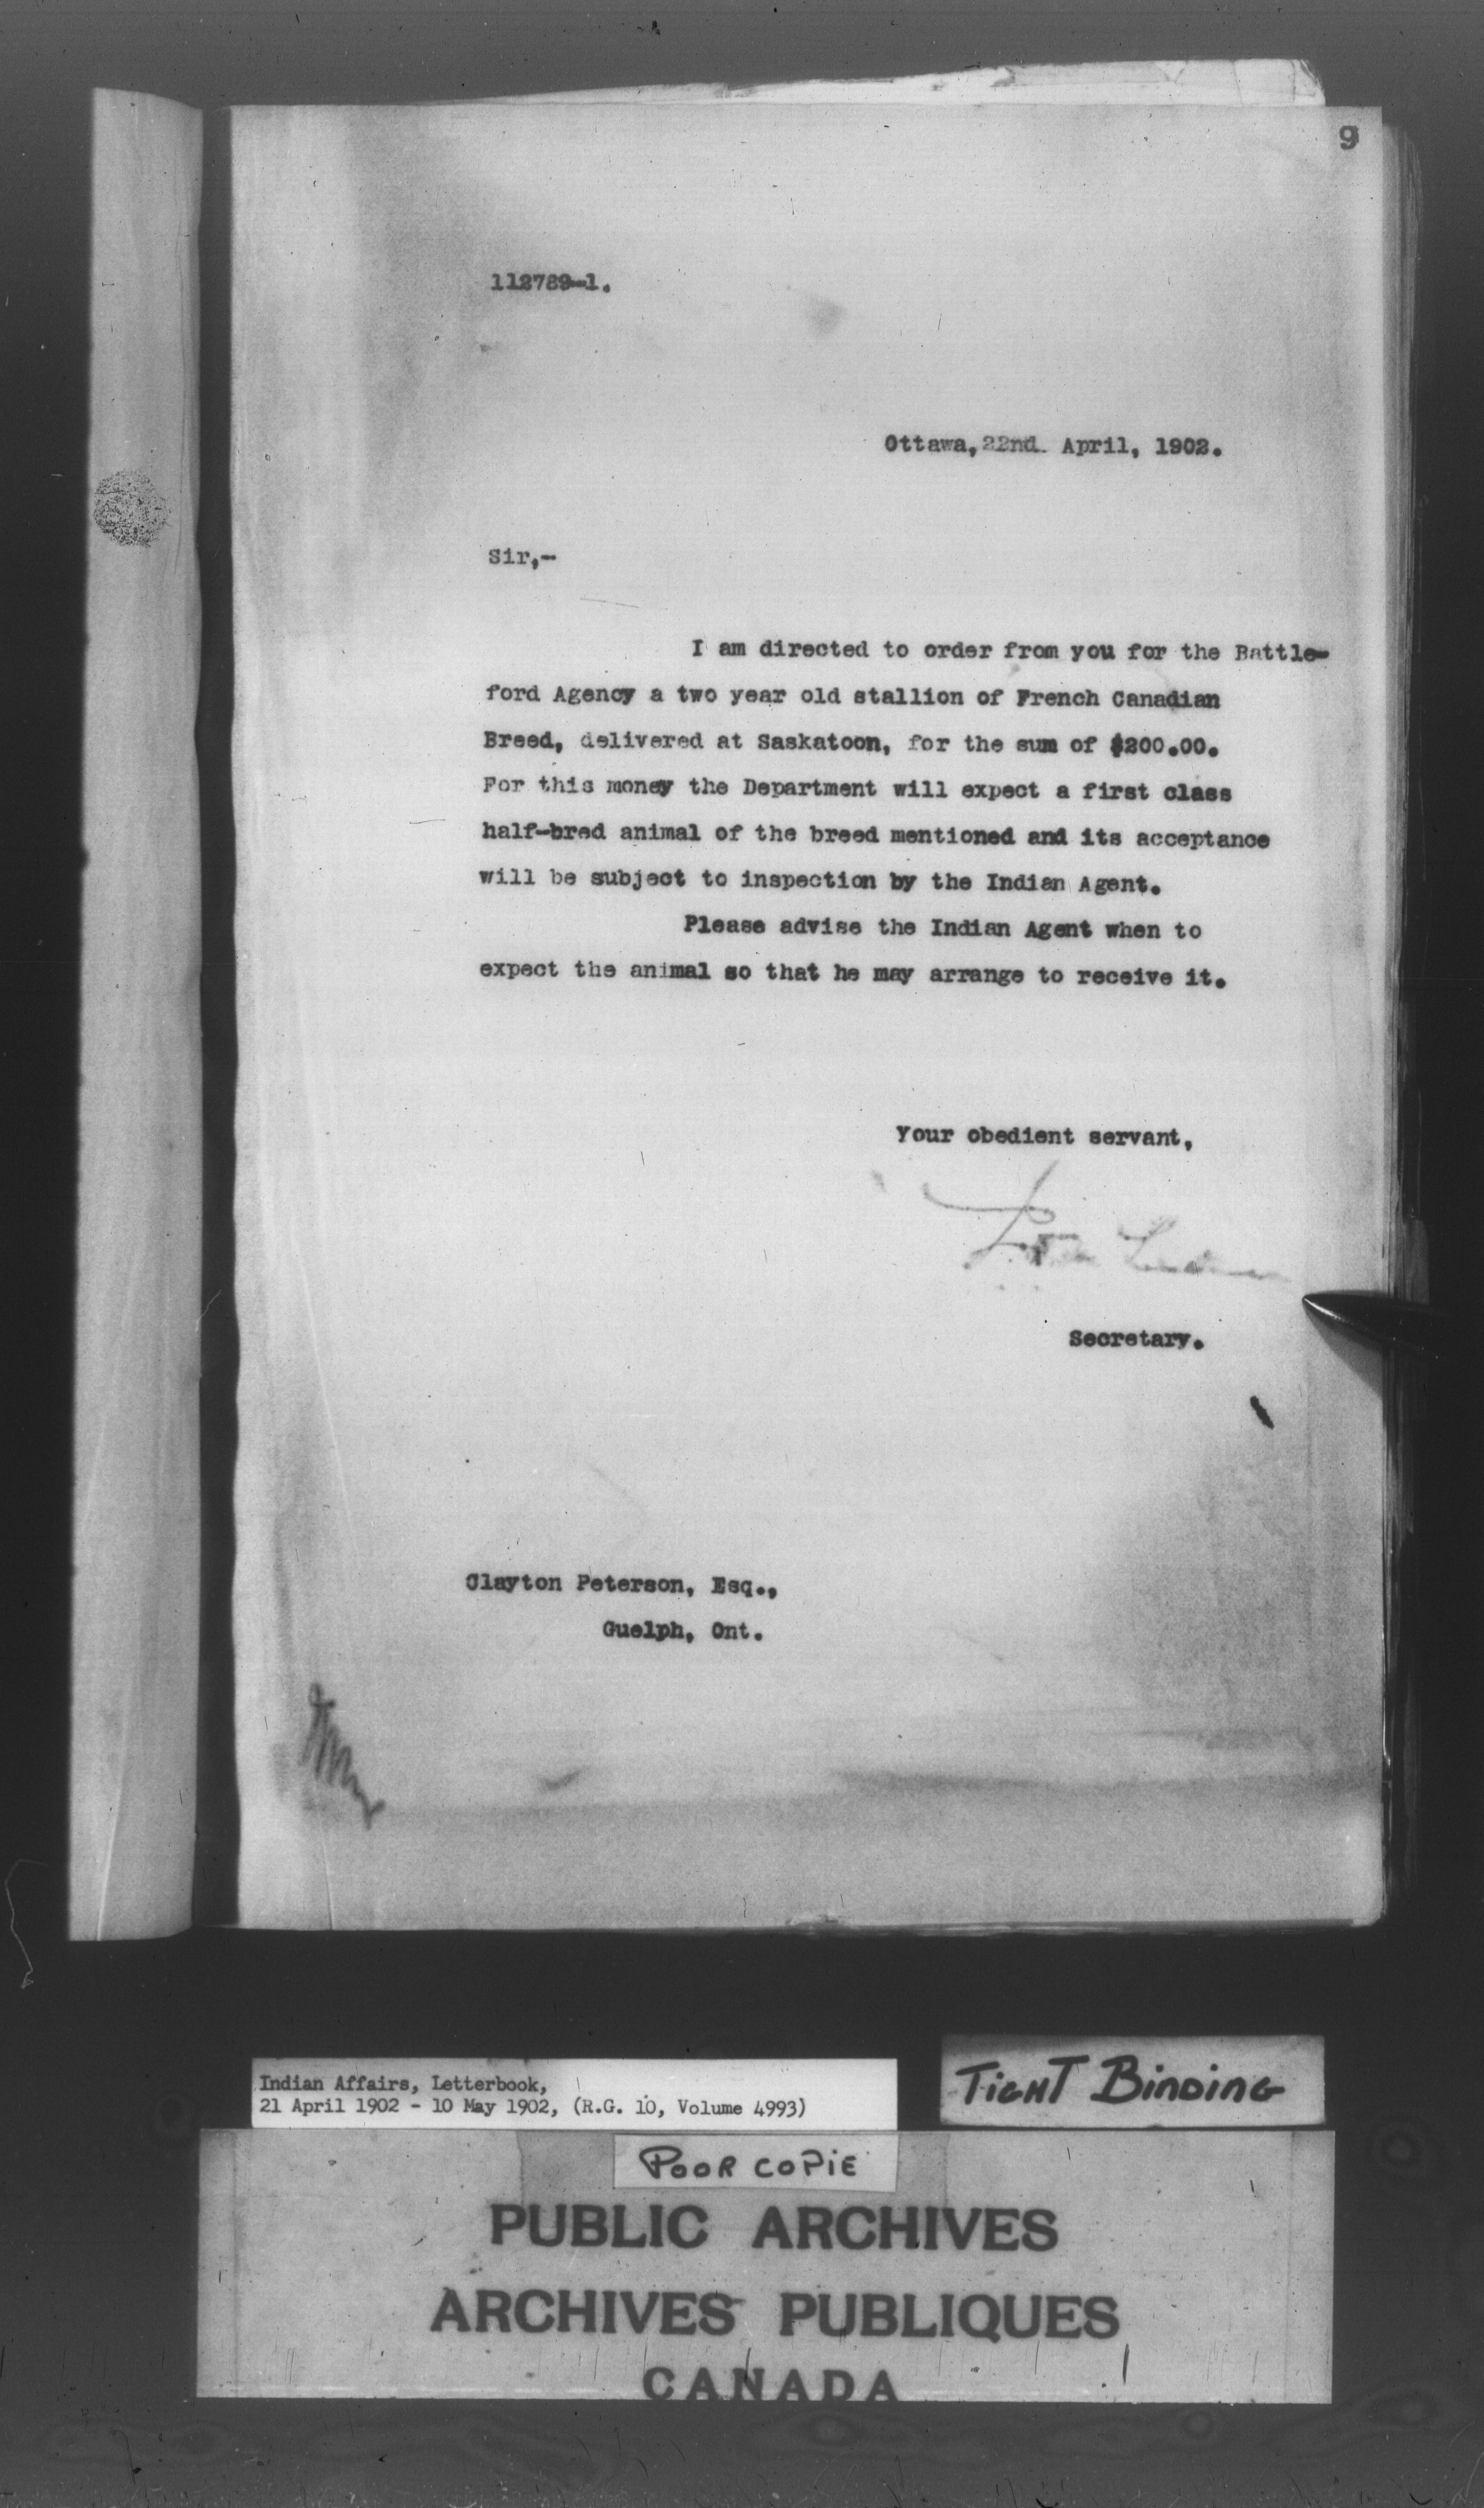 9
112789-1.
Ottawa, 22nd. April, 1902.
Sir,-
I am directed to order from you for the Battle-
ford Agency a two year old stallion of French Canadian
Breed, delivered at Saskatoon, for the sum of $200.00.
For this money the Department will expect a first class
half-bred animal of the breed mentioned and its acceptance
will be subject to inspection by the Indian Agent.
Please advise the Indian Agent when to
expect the animal so that he may arrange to receive it.
Your obedient servant,
Secretary.
Clayton Peterson, Esq.,
Guelph, Ont.
Indian Affairs, Letterbook,
21 April 1902 - 10 May 1902, (R.G. 10, Volume 4993)
TIGHT BINDING
POOR COPIE
PUBLIC ARCHIVES
ARCHIVES PUBLIQUES
CANADA